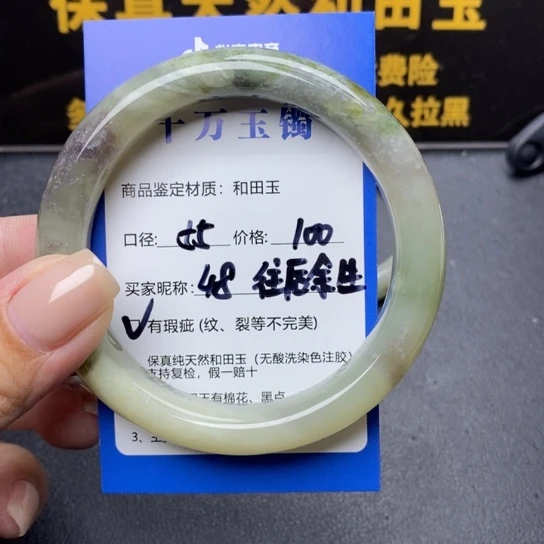 保真天然和田玉
费险
久拉黑
千万玉镯
商品鉴定材质：和田玉
口径: 55 价格: 100
买家昵称: 48 往后余生
✓有瑕疵 (纹、裂等不完美)
保真纯天然和田玉（无酸洗染色注胶）
支持复检，假一赔十
玉有棉花、黑点